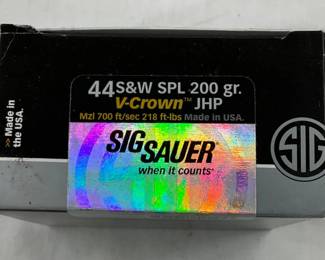 44 S&W SPL 200 gr.
V-Crown™ JHP
Mzl 700 ft/sec 218 ft-lbs Made in USA.
SIG SAUER
when it counts®
>> Made in
the USA.
SIG